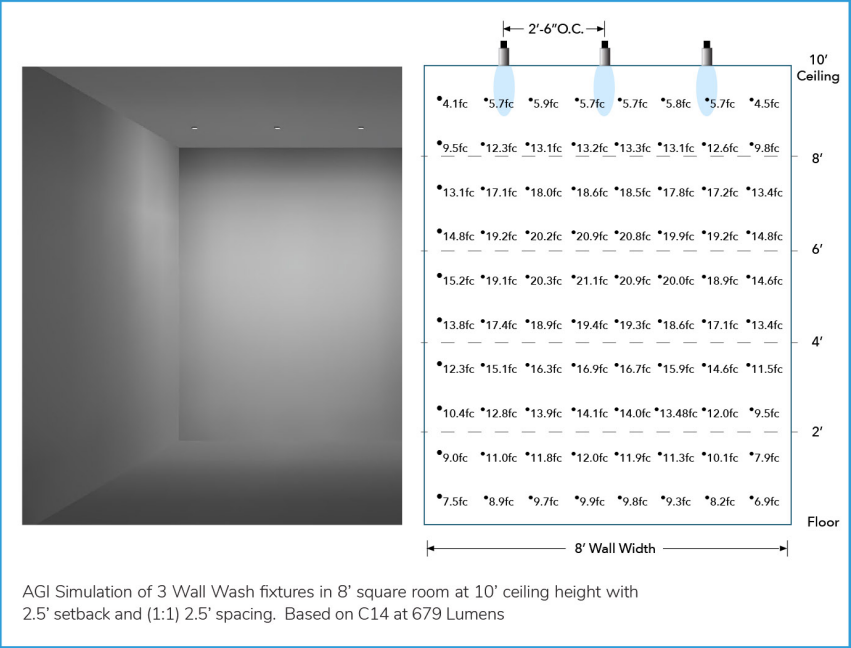 2'-6"O.C.
10'
Ceiling
4.1fc 5.7fc 5.9fc 5.7fc 5.7fc 5.8fc 5.7fc 4.5fc
9.5fc 12.3fc 13.1fc 13.2fc 13.3fc 13.1fc 12.6fc 9.8fc
8'
13.1fc 17.1fc 18.0fc 18.6fc 18.5fc 17.8fc 17.2fc 13.4fc
14.8fc 19.2fc 20.2fc 20.9fc 20.8fc 19.9fc 19.2fc 14.8fc
6'
15.2fc 19.1fc 20.3fc 21.1fc 20.9fc 20.0fc 18.9fc 14.6fc
13.8fc 17.4fc 18.9fc 19.4fc 19.3fc 18.6fc 17.1fc 13.4fc
4'
12.3fc 15.1fc 16.3fc 16.9fc 16.7fc 15.9fc 14.6fc 11.5fc
10.4fc 12.8fc 13.9fc 14.1fc 14.0fc 13.48fc 12.0fc 9.5fc
2'
9.0fc 11.0fc 11.8fc 12.0fc 11.9fc 11.3fc 10.1fc 7.9fc
7.5fc 8.9fc 9.7fc 9.9fc 9.8fc 9.3fc 8.2fc 6.9fc
Floor
8' Wall Width
AGI Simulation of 3 Wall Wash fixtures in 8' square room at 10' ceiling height with
2.5' setback and (1:1) 2.5' spacing. Based on C14 at 679 Lumens